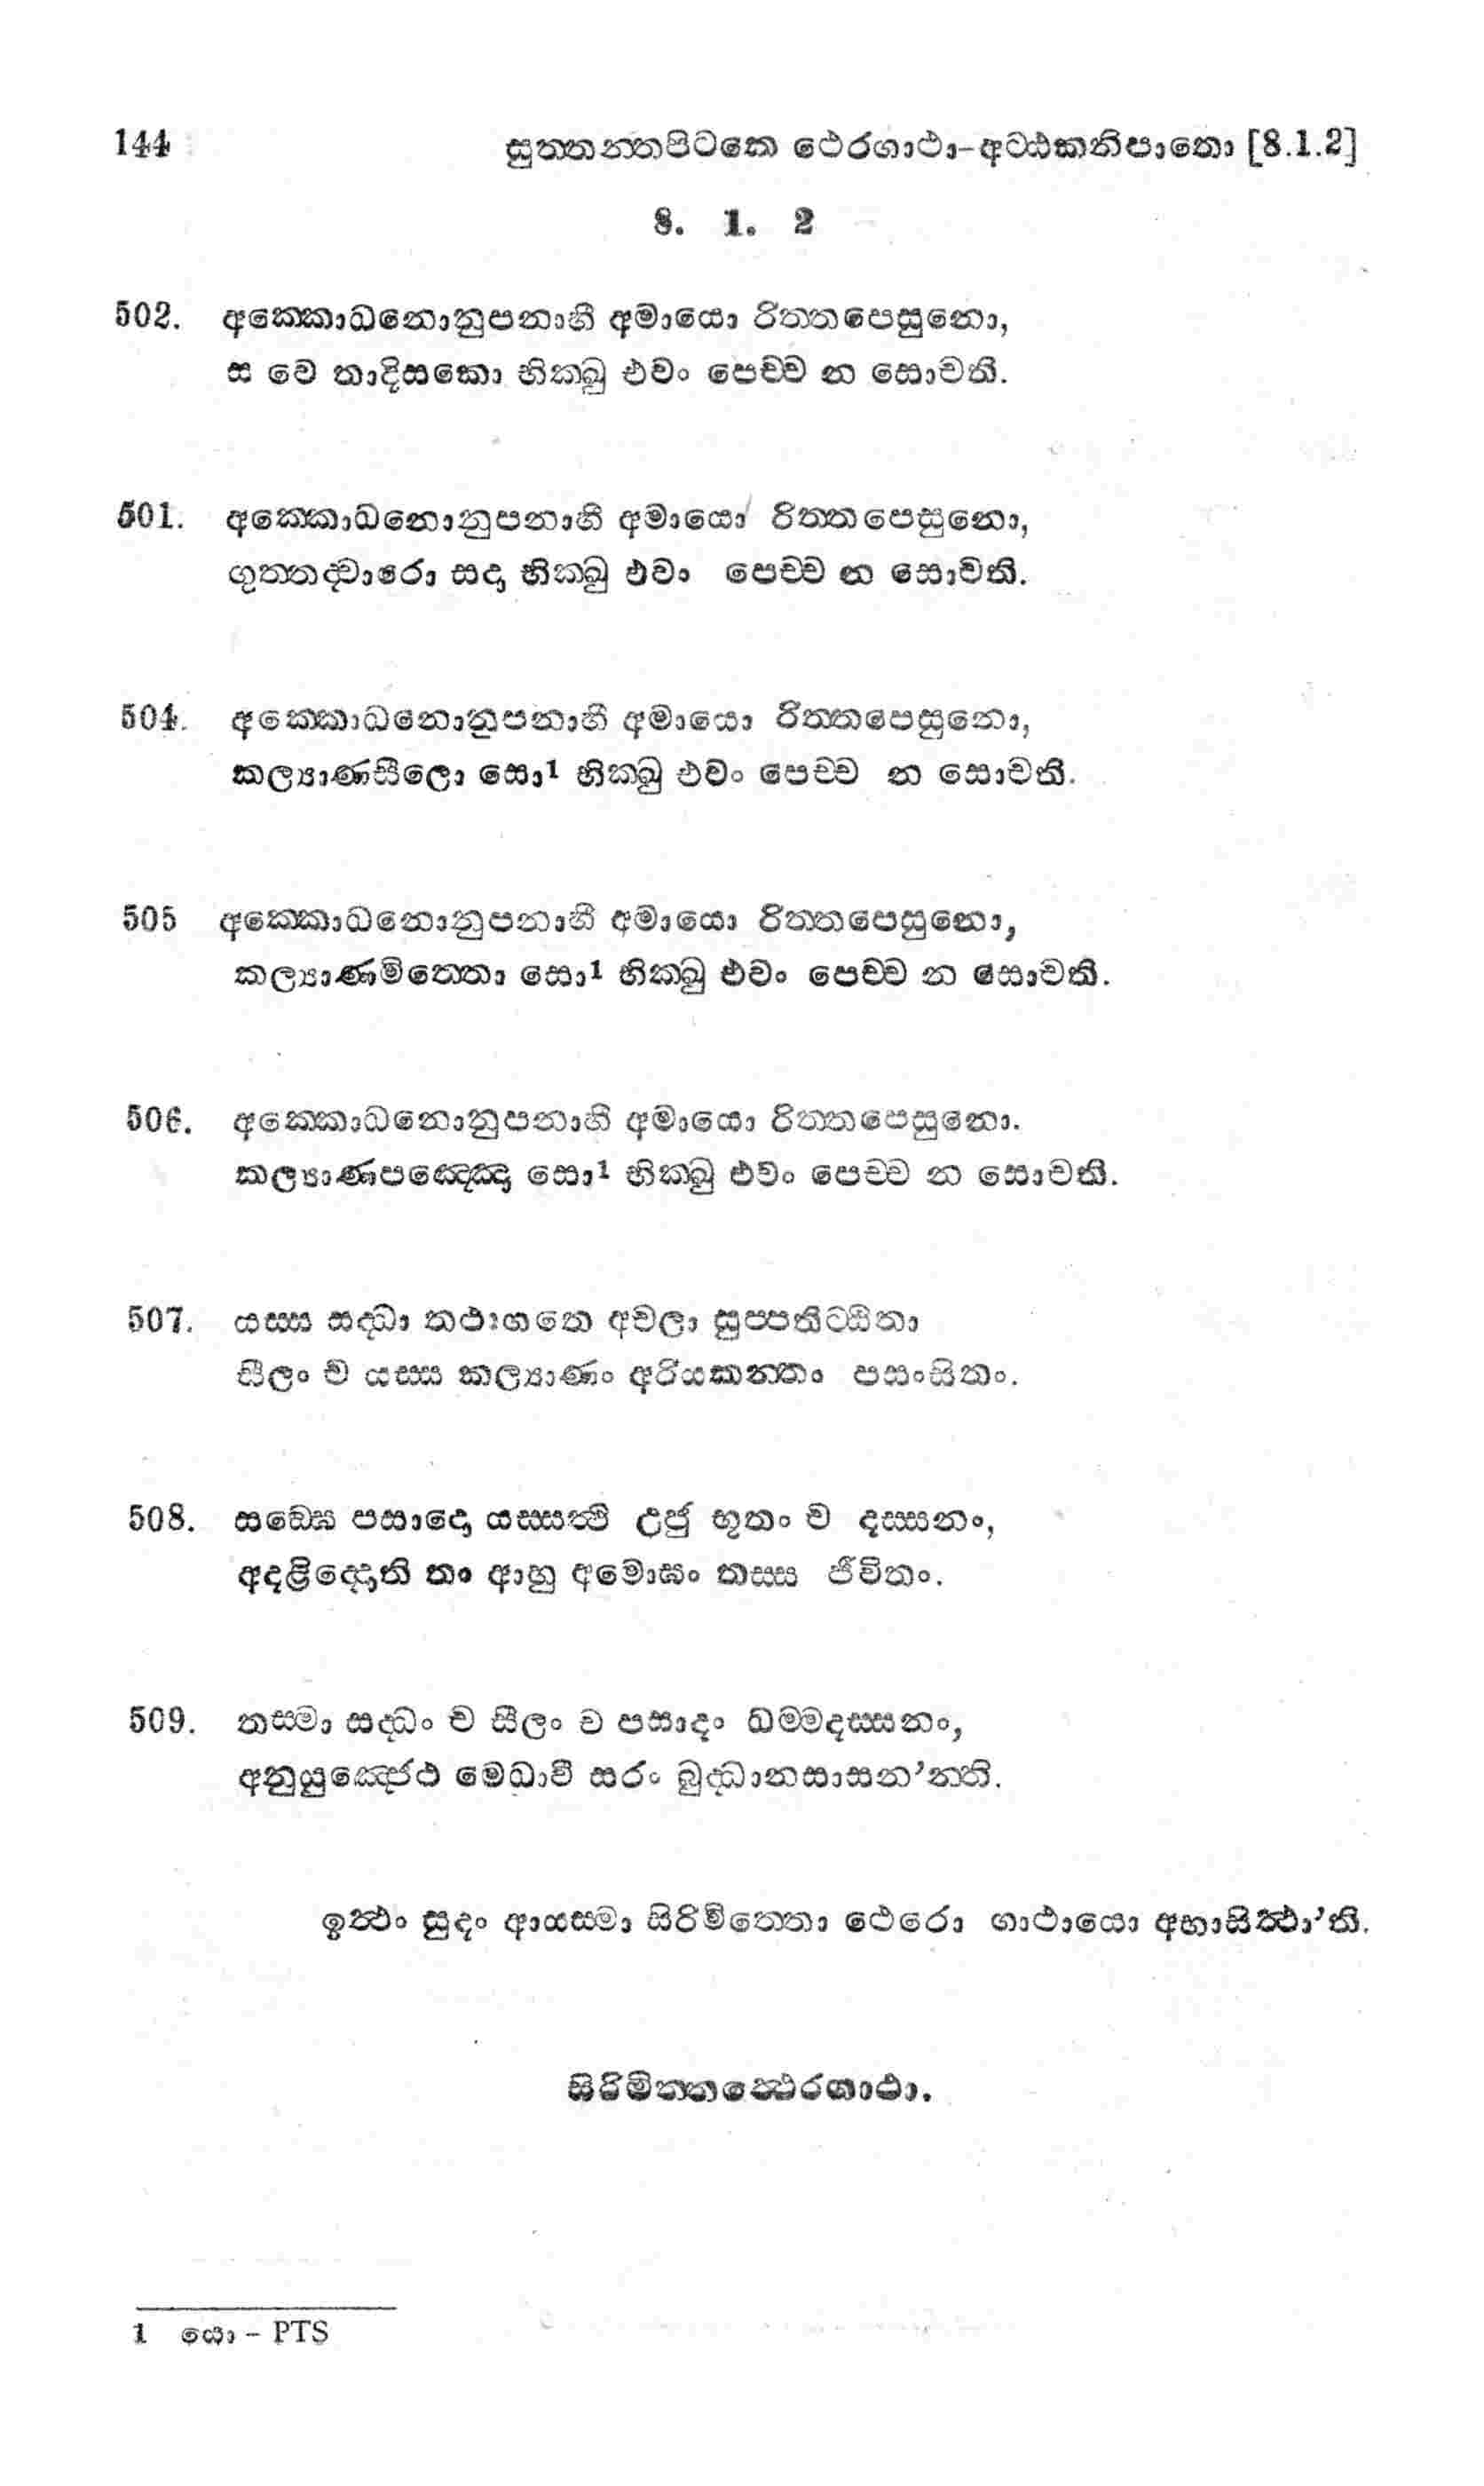 144 සුත්තන්තපිටකෙ ථෙරගාථා-අට්ඨකනිපාතො [8.1.2]
8. 1. 2
502. අක්කොධනොනුපනාහී අමායො රිත්තපෙසුනො,
ස වෙ තාදිසකො භික්ඛු එවං පෙච්ච න සොචති.
501. අක්කොධනොනුපනාහී අමායො රිත්තපෙසුනො,
ගුත්තද්වාරො සදා භික්ඛු එවං පෙච්ච න සොචති.
504. අක්කොධනොනුපනාහී අමායො රිත්තපෙසුනො,
කල්‍යාණසීලො සො1 භික්ඛු එවං පෙච්ච න සොචති.
505 අක්කොධනොනුපනාහී අමායො රිත්තපෙසුනො,
කල්‍යාණමිත්තො සො1 භික්ඛු එවං පෙච්ච න සොචති.
506. අක්කොධනොනුපනාහී අමායො රිත්තපෙසුනො.
කල්‍යාණපඤ්ඤො සො1 භික්ඛු එවං පෙච්ච න සොචති.
507. යස්ස සද්ධා තථාගතෙ අචලා සුප්පතිට්ඨිතා
සීලං ච යස්ස කල්‍යාණං අරියකන්තං පසංසිතං.
508. සඞ්ඝෙ පසාදො යස්සත්ථි උජු භූතං ච දස්සනං,
අදළිද්දොති තං ආහු අමොඝං තස්ස ජීවිතං.
509. තස්මා සද්ධං ච සීලං ච පසාදං ධම්මදස්සනං,
අනුයුඤ්ජෙථ මෙධාවී සරං බුද්ධානසාසන’න්ති.
ඉත්ථං සුදං ආයස්මා සිරිමිත්තො ථෙරො ගාථායො අභාසිත්ථා’ති.
සිරිමිත්තත්ථෙරගාථා.
1 යො - PTS